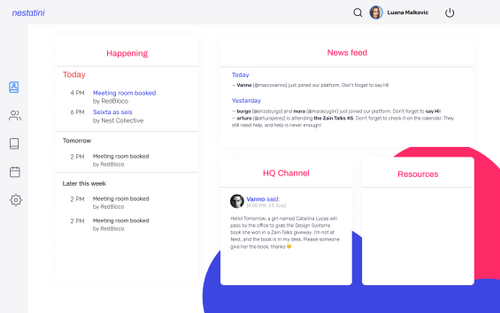 nestatini
Luana Malkovic
Happening
Today
4 PM Meeting room booked
by RedBloco
6 PM Seixta as seis
by Nest Collective
Tomorrow
2 PM Meeting room booked
by RedBloco
Later this week
2 PM Meeting room booked
by RedBloco
2 PM Meeting room booked
by RedBloco
News feed
Today
— Vanno (@marcovanno) just joined our platform. Don't forget to say Hi!
Yesterday
— burgo (@enzoburgo) and mara (@maradugin) just joined our platform. Don't forget to say Hi!
— arturo (@arturoperez) is attending the Zain Talks #5. Don't forget to check it on the calendar. They
still need help, and help is never enough!
HQ Channel
Vanno said:
(4:50 PM, 23 July)
Hello! Tomorrow, a girl named Catarina Lucas will
pass by the office to grab the Design Systems
book she won in a Zain Talks giveway. I'm not at
Nest, and the book is in my desk. Please someone
give her the book, thanks 😊
Resources